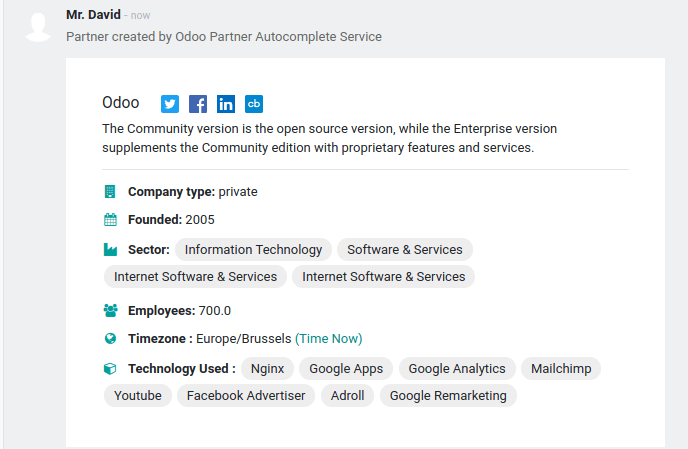 Mr. David - now
Partner created by Odoo Partner Autocomplete Service
Odoo
cb
The Community version is the open source version, while the Enterprise version
supplements the Community edition with proprietary features and services.
Company type: private
Founded: 2005
Sector: Information Technology Software & Services
Internet Software & Services Internet Software & Services
Employees: 700.0
Timezone : Europe/Brussels (Time Now)
Technology Used : Nginx Google Apps Google Analytics Mailchimp
Youtube Facebook Advertiser Adroll Google Remarketing